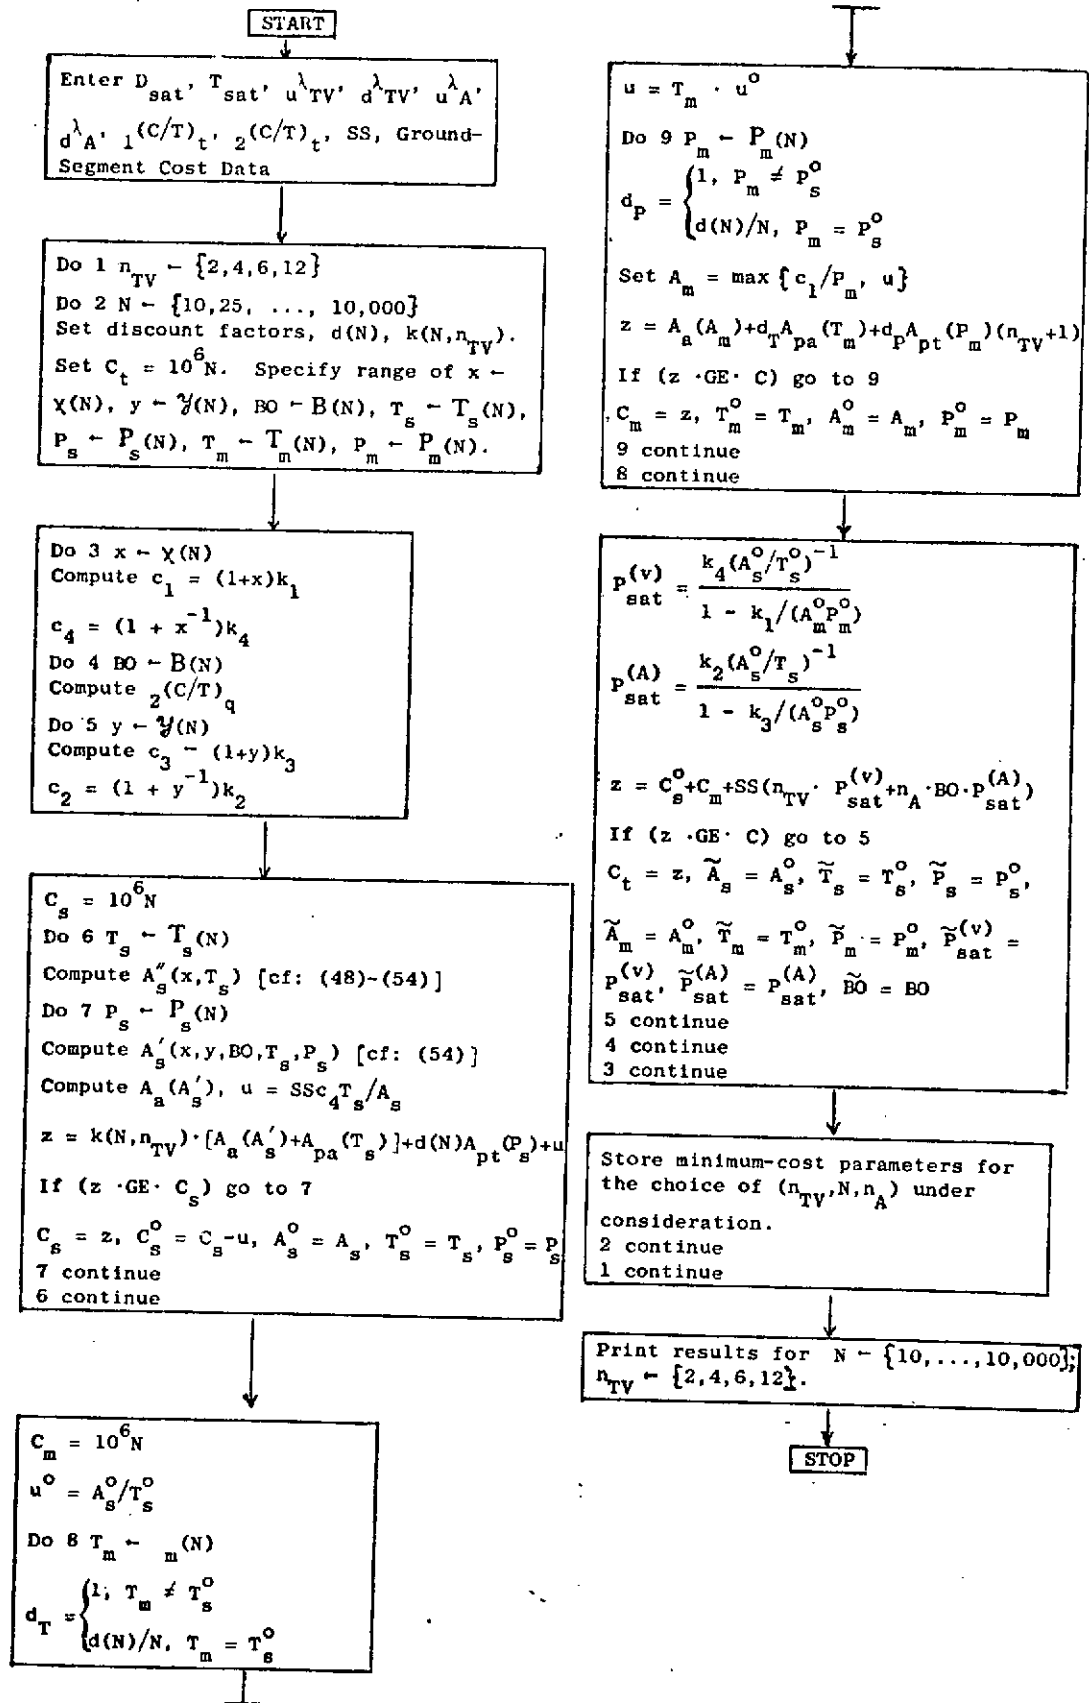 START
Enter D_sat, T_sat, u^λ_TV, d^λ_TV, u^λ_A,
d^λ_A, 1(C/T)_t, 2(C/T)_t, SS, Ground-
Segment Cost Data
Do 1 n_TV ← {2,4,6,12}
Do 2 N ← {10,25, ..., 10,000}
Set discount factors, d(N), k(N,n_TV).
Set C_t = 10^6N. Specify range of x ←
χ(N), y ← 𝒴(N), BO ← B(N), T_s ← T_s(N),
P_s ← P_s(N), T_m ← T_m(N), P_m ← P_m(N).
Do 3 x ← χ(N)
Compute c_1 = (1+x)k_1
c_4 = (1 + x^-1)k_4
Do 4 BO ← B(N)
Compute 2(C/T)_q
Do 5 y ← 𝒴(N)
Compute c_3 - (1+y)k_3
c_2 = (1 + y^-1)k_2
C_s = 10^6N
Do 6 T_s ← T_s(N)
Compute A″_s(x,T_s) [cf: (48)-(54)]
Do 7 P_s ← P_s(N)
Compute A′_s(x,y,BO,T_s,P_s) [cf: (54)]
Compute A_a(A′_s), u = SSc_4T_s/A_s
z = k(N,n_TV)·[A_a(A′_s)+A_pa(T_s)]+d(N)A_pt(P_s)+u
If (z ·GE· C_s) go to 7
C_s = z, C^o_s = C_s-u, A^o_s = A_s, T^o_s = T_s, P^o_s = P_s
7 continue
6 continue
C_m = 10^6N
u^o = A^o_s/T^o_s
Do 8 T_m ← _m(N)
d_T = {1, T_m ≠ T^o_s
d(N)/N, T_m = T^o_s
u = T_m · u^o
Do 9 P_m ← P_m(N)
d_P = {1, P_m ≠ P^o_s
d(N)/N, P_m = P^o_s
Set A_m = max {c_1/P_m, u}
z = A_a(A_m)+d_TA_pa(T_m)+d_PA_pt(P_m)(n_TV+1)
If (z ·GE· C) go to 9
C_m = z, T^o_m = T_m, A^o_m = A_m, P^o_m = P_m
9 continue
8 continue
P^(v)_sat = k_4(A^o_s/T^o_s)^-1 / 1 - k_1/(A^o_mP^o_m)
P^(A)_sat = k_2(A^o_s/T_s)^-1 / 1 - k_3/(A^o_sP^o_s)
z = C^o_s+C_m+SS(n_TV · P^(v)_sat+n_A·BO·P^(A)_sat)
If (z ·GE· C) go to 5
C_t = z, Ã_s = A^o_s, T̃_s = T^o_s, P̃_s = P^o_s,
Ã_m = A^o_m, T̃_m = T^o_m, P̃_m = P^o_m, P̃^(v)_sat =
P^(v)_sat, P̃^(A)_sat = P^(A)_sat, B̃O = BO
5 continue
4 continue
3 continue
Store minimum-cost parameters for
the choice of (n_TV,N,n_A) under
consideration.
2 continue
1 continue
Print results for N ← {10,...,10,000};
n_TV ← {2,4,6,12}.
STOP